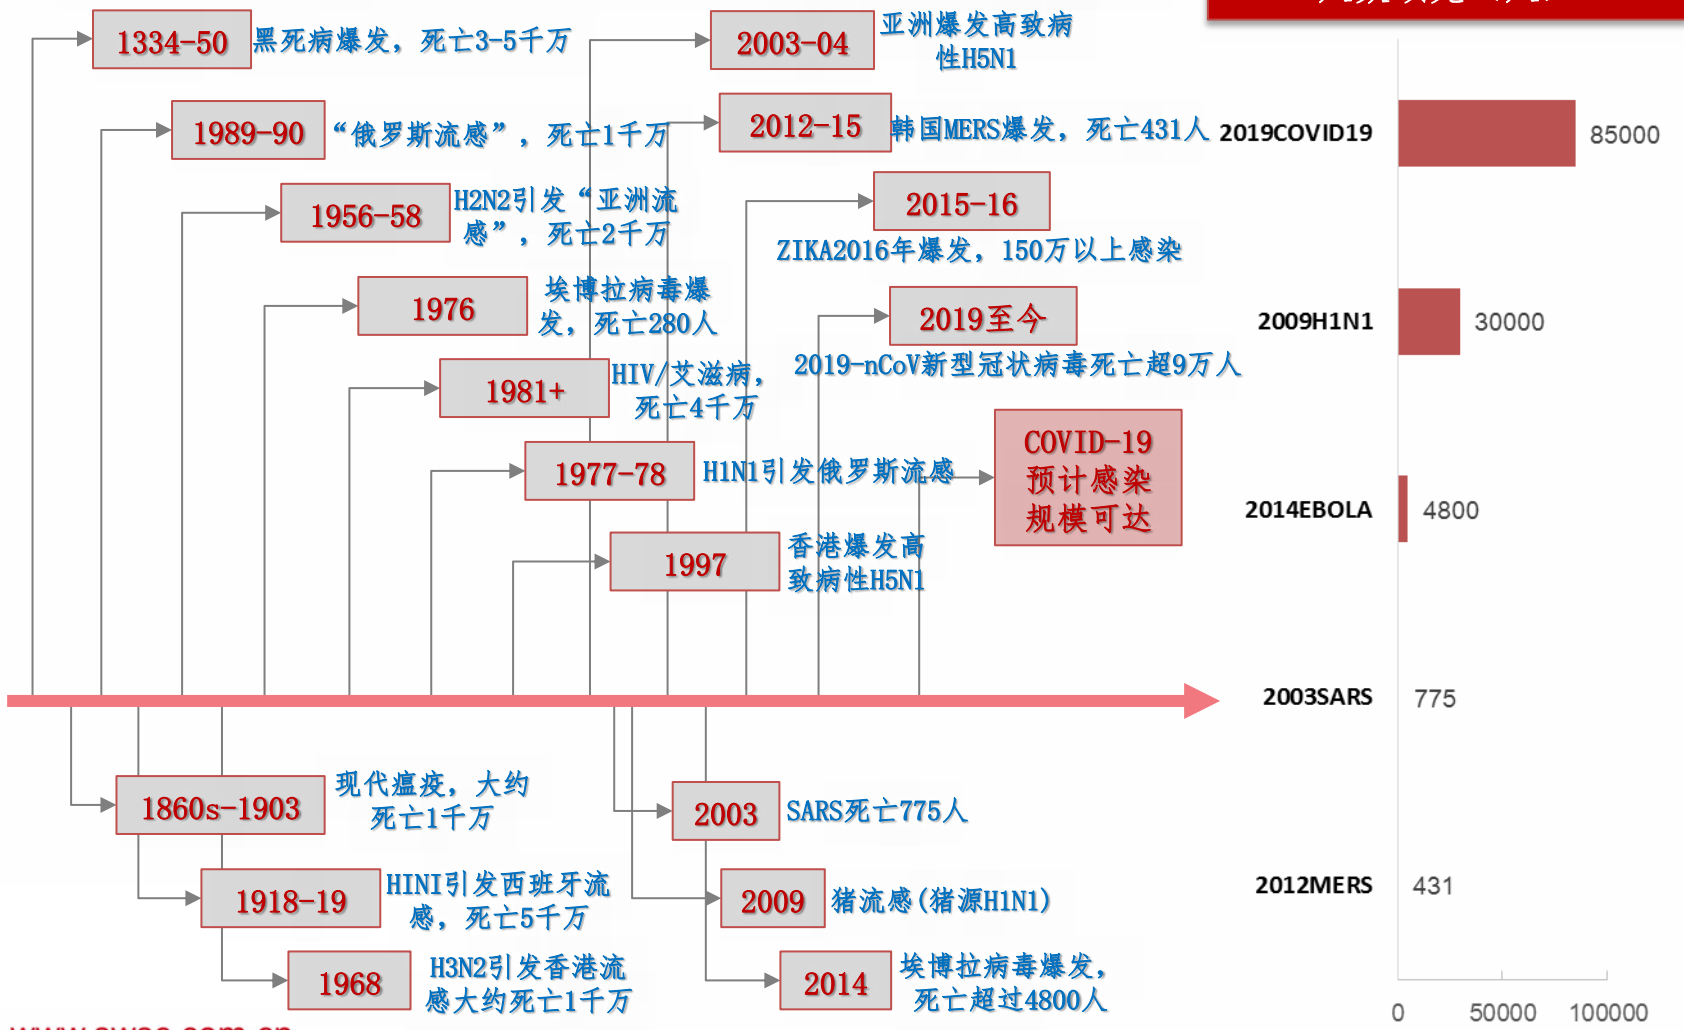 1334-50
黑死病爆发，死亡3-5千万
1989-90
“俄罗斯流感”，死亡1千万
1956-58
H2N2引发“亚洲流
感”，死亡2千万
1976
埃博拉病毒爆
发，死亡280人
1981+
HIV/艾滋病，
死亡4千万
1977-78
H1N1引发俄罗斯流感
1997
香港爆发高
致病性H5N1
2003-04
亚洲爆发高致病
性H5N1
2012-15
韩国MERS爆发，死亡431人
2015-16
ZIKA2016年爆发，150万以上感染
2019至今
2019-nCoV新型冠状病毒死亡超9万人
COVID-19
预计感染
规模可达
1860s-1903
现代瘟疫，大约
死亡1千万
1918-19
HINI引发西班牙流
感，死亡5千万
1968
H3N2引发香港流
感大约死亡1千万
2003
SARS死亡775人
2009
猪流感(猪源H1N1)
2014
埃博拉病毒爆发，
死亡超过4800人
2019COVID19
85000
2009H1N1
30000
2014EBOLA
4800
2003SARS
775
2012MERS
431
0
50000
100000